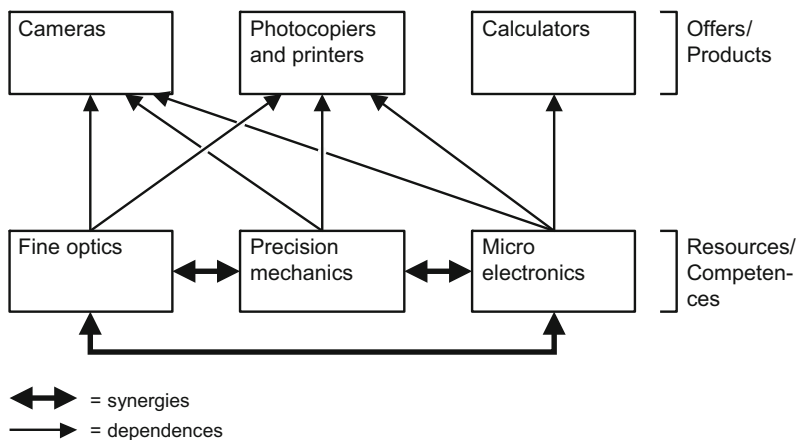 Cameras
Photocopiers
and printers
Calculators
Offers/
Products
Fine optics
Precision
mechanics
Micro
electronics
Resources/
Competen-
ces
= synergies
= dependences